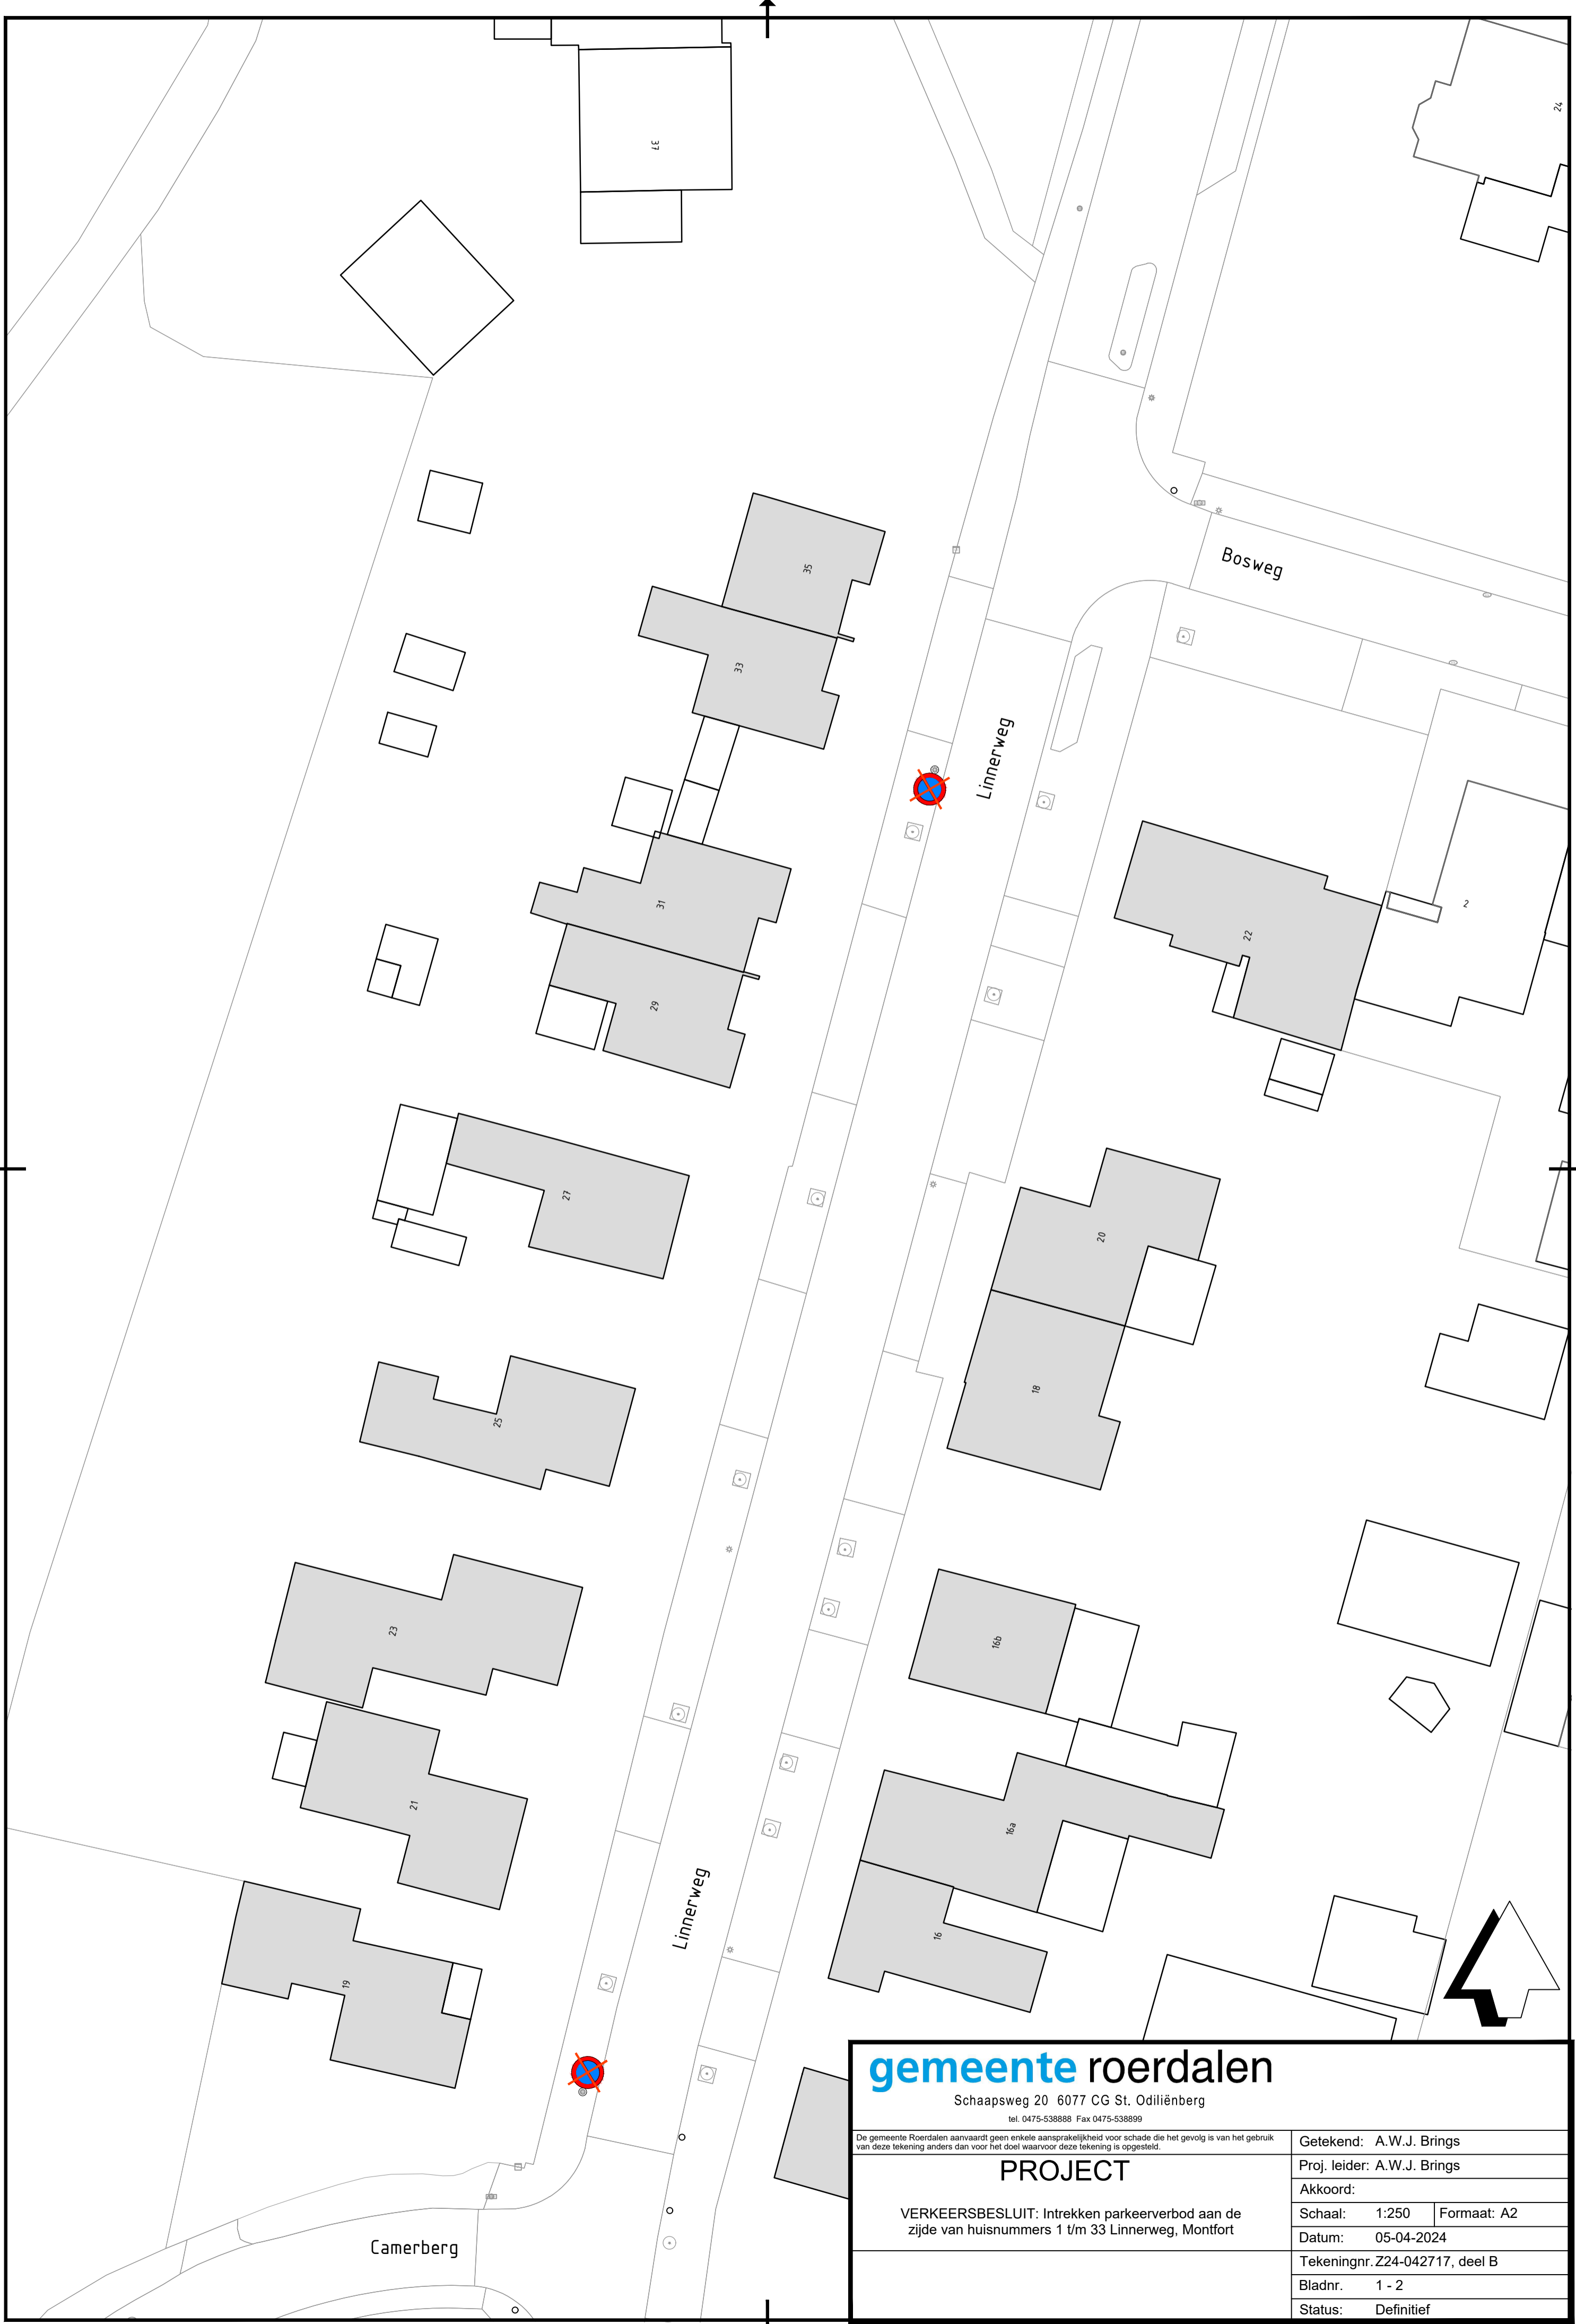 37
24
35
Bosweg
33
Linnerweg
31
22
2
29
27
20
18
25
23
16b
21
16a
Linnerweg
16
19
Camerberg
gemeente roerdalen
Schaapsweg 20 6077 CG St. Odiliënberg
tel. 0475-538888 Fax 0475-538899
De gemeente Roerdalen aanvaardt geen enkele aansprakelijkheid voor schade die het gevolg is van het gebruik
van deze tekening anders dan voor het doel waarvoor deze tekening is opgesteld.
PROJECT
VERKEERSBESLUIT: Intrekken parkeerverbod aan de
zijde van huisnummers 1 t/m 33 Linnerweg, Montfort
Getekend: A.W.J. Brings
Proj. leider: A.W.J. Brings
Akkoord:
Schaal: 1:250 Formaat: A2
Datum: 05-04-2024
Tekeningnr. Z24-042717, deel B
Bladnr. 1 - 2
Status: Definitief